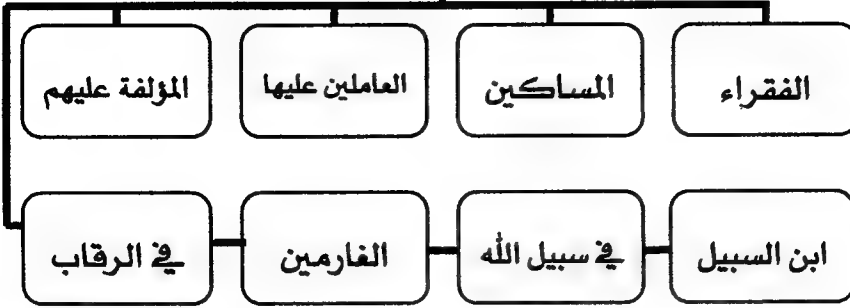 الفقراء
المساكين
العاملين عليها
المؤلفة عليهم
ابن السبيل
في سبيل الله
الغارمين
في الرقاب